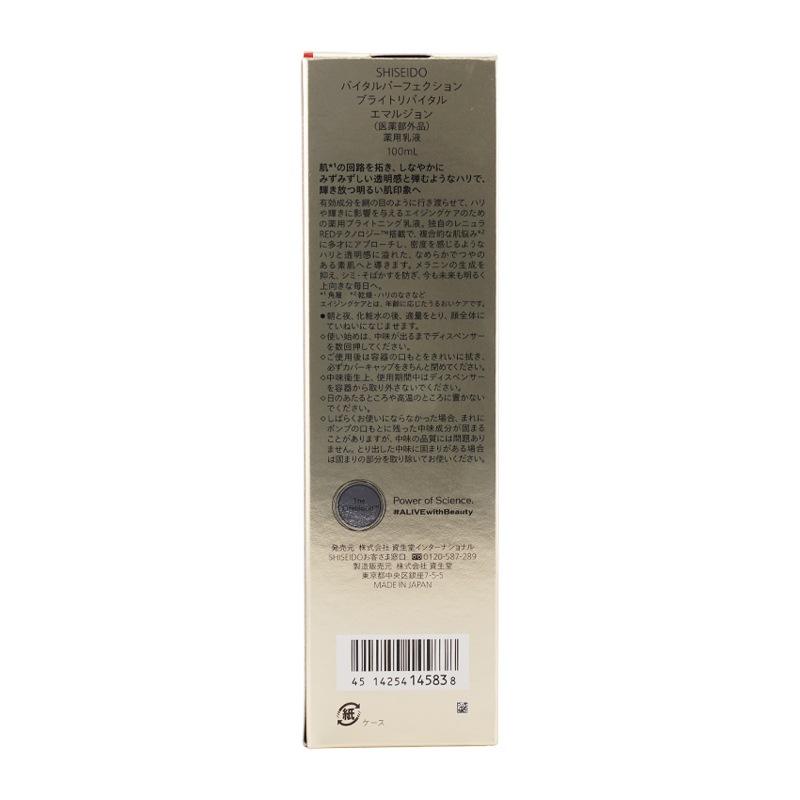 SHISEIDO
バイタルパーフェクション
ブライトリバイタル
エマルジョン
(医薬部外品)
薬用乳液
100mL
肌*¹の回路を拓き、しなやかに
みずみずしい透明感と弾むようなハリで、
輝き放つ明るい肌印象へ
有効成分を網の目のように行き渡らせて、ハリ
や輝きに影響を与えるエイジングケアのため
の薬用ブライトニング乳液。独自のレニュラ
REDテクノロジー™搭載で、複合的な肌悩み*²
に多才にアプローチし、密度を感じるような
ハリと透明感に溢れた、なめらかでつやの
ある素肌へと導きます。メラニンの生成を
抑え、シミ・そばかすを防ぎ、今も未来も明るく
上向きな毎日へ。
*¹ 角層 *² 乾燥・ハリのなさなど
エイジングケアとは、年齢に応じたうるおいケアです。
●朝と夜、化粧水の後、適量をとり、顔全体に
ていねいになじませます。
◇使い始めは、中味が出るまでディスペンサー
を数回押してください。
◇ご使用後は容器の口もとをきれいに拭き、
必ずカバーキャップをきちんと閉めてください。
◇中味衛生上、使用期間中はディスペンサー
を容器から取り外さないでください。
◇日のあたるところや高温のところに置かない
でください。
◇しばらくお使いにならなかった場合、まれに
ポンプの口もとに残った中味成分が固まる
ことがありますが、中味の品質には問題あり
ません。とり出した中味に固まりがある場合
は固まりの部分を取り除いてお使いください。
The
Lifeblood™
Power of Science.
#ALIVEwithBeauty
発売元 株式会社 資生堂インターナショナル
SHISEIDOお客さま窓口 0120-587-289
製造販売元 株式会社 資生堂
東京都中央区銀座7-5-5
MADE IN JAPAN
45 14254 14583 8
紙
ケース